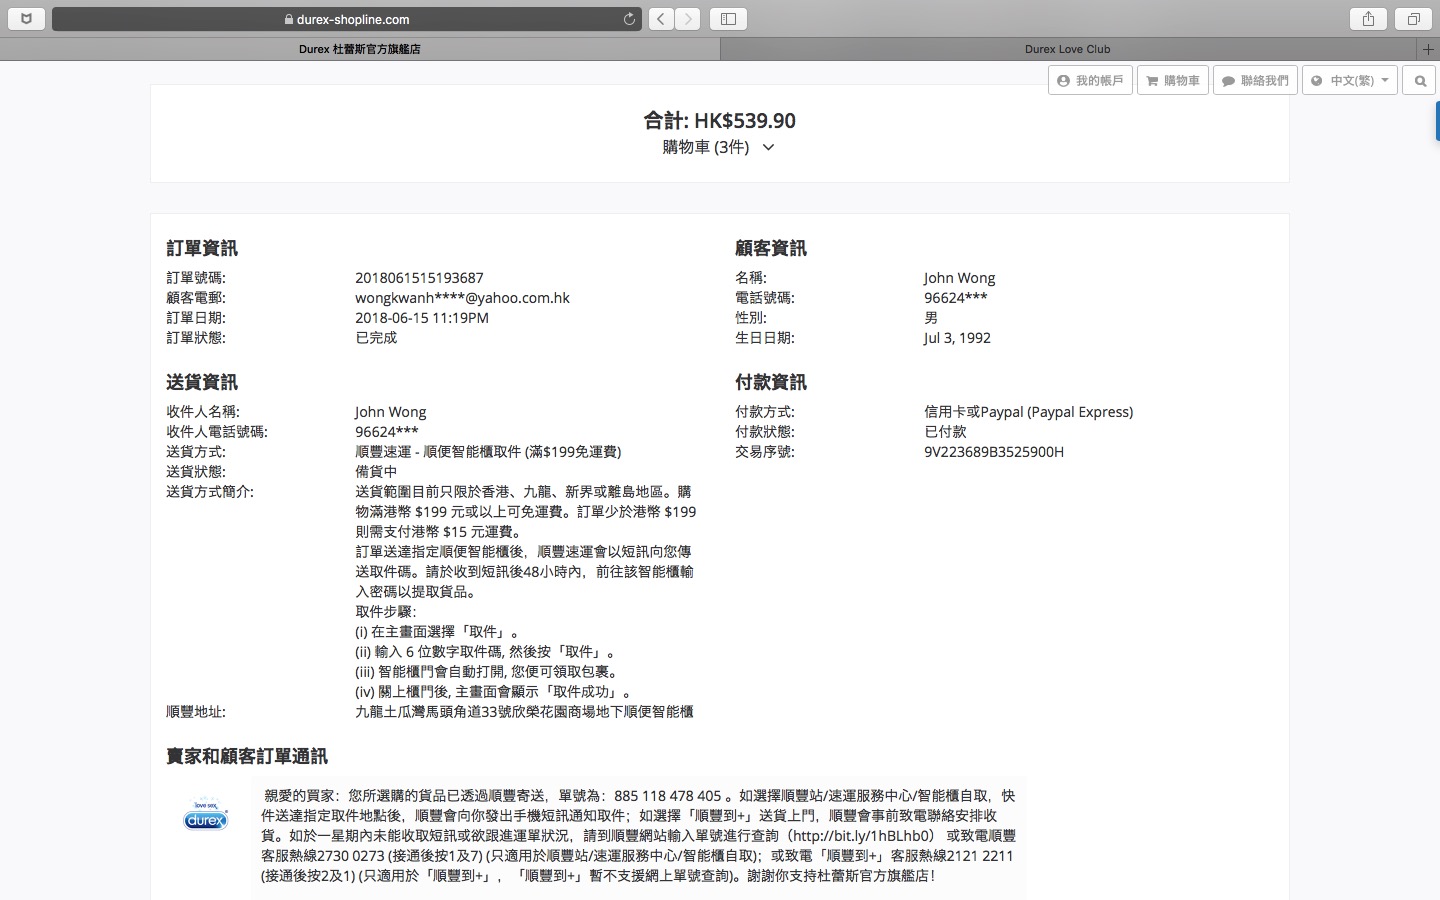 durex-shopline.com
Durex 杜蕾斯官方旗艦店
Durex Love Club
我的帳戶
購物車
聯絡我們
中文(繁)
合計: HK$539.90
購物車 (3件)
訂單資訊
訂單號碼: 2018061515193687
顧客電郵: wongkwanh****@yahoo.com.hk
訂單日期: 2018-06-15 11:19PM
訂單狀態: 已完成
顧客資訊
名稱: John Wong
電話號碼: 96624***
性別: 男
生日日期: Jul 3, 1992
送貨資訊
收件人名稱: John Wong
收件人電話號碼: 96624***
送貨方式: 順豐速運 - 順便智能櫃取件 (滿$199免運費)
送貨狀態: 備貨中
送貨方式簡介: 送貨範圍目前只限於香港、九龍、新界或離島地區。購
物滿港幣 $199 元或以上可免運費。訂單少於港幣 $199
則需支付港幣 $15 元運費。
訂單送達指定順便智能櫃後，順豐速運會以短訊向您傳
送取件碼。請於收到短訊後48小時內，前往該智能櫃輸
入密碼以提取貨品。
取件步驟:
(i) 在主畫面選擇「取件」。
(ii) 輸入 6 位數字取件碼, 然後按「取件」。
(iii) 智能櫃門會自動打開, 您便可領取包裹。
(iv) 關上櫃門後, 主畫面會顯示「取件成功」。
順豐地址: 九龍土瓜灣馬頭角道33號欣榮花園商場地下順便智能櫃
付款資訊
付款方式: 信用卡或Paypal (Paypal Express)
付款狀態: 已付款
交易序號: 9V223689B3525900H
賣家和顧客訂單通訊
love sex
durex
親愛的買家：您所選購的貨品已透過順豐寄送，單號為：885 118 478 405 。如選擇順豐站/速運服務中心/智能櫃自取，快
件送達指定取件地點後，順豐會向你發出手機短訊通知取件；如選擇「順豐到+」送貨上門，順豐會事前致電聯絡安排收
貨。如於一星期內未能收取短訊或欲跟進運單狀況，請到順豐網站輸入單號進行查詢（http://bit.ly/1hBLhb0） 或致電順豐
客服熱線2730 0273 (接通後按1及7) (只適用於順豐站/速運服務中心/智能櫃自取)；或致電「順豐到+」客服熱線2121 2211
(接通後按2及1) (只適用於「順豐到+」，「順豐到+」暫不支援網上單號查詢)。謝謝你支持杜蕾斯官方旗艦店！